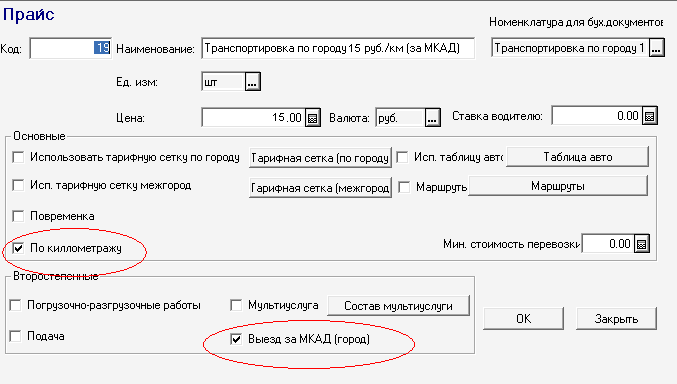 Прайс
Номенклатура для бух.документов
Код: 19 Наименование: Транспортировка по городу 15 руб./км (за МКАД) Транспортировка по городу 1 ...
Ед. изм: шт ...
Цена: 15.00 Валюта: руб. ... Ставка водителю: 0.00
Основные
Использовать тарифную сетку по городу Тарифная сетка (по городу Исп. таблицу авто Таблица авто
Исп. тарифную сетку межгород Тарифная сетка (межгород Маршруты Маршруты
Повременка
По киллометражу Мин. стоимость перевозки 0.00
Второстепенные
Погрузочно-разгрузочные работы Мультиуслуга Состав мультиуслуги OK Закрыть
Подача Выезд за МКАД (город)